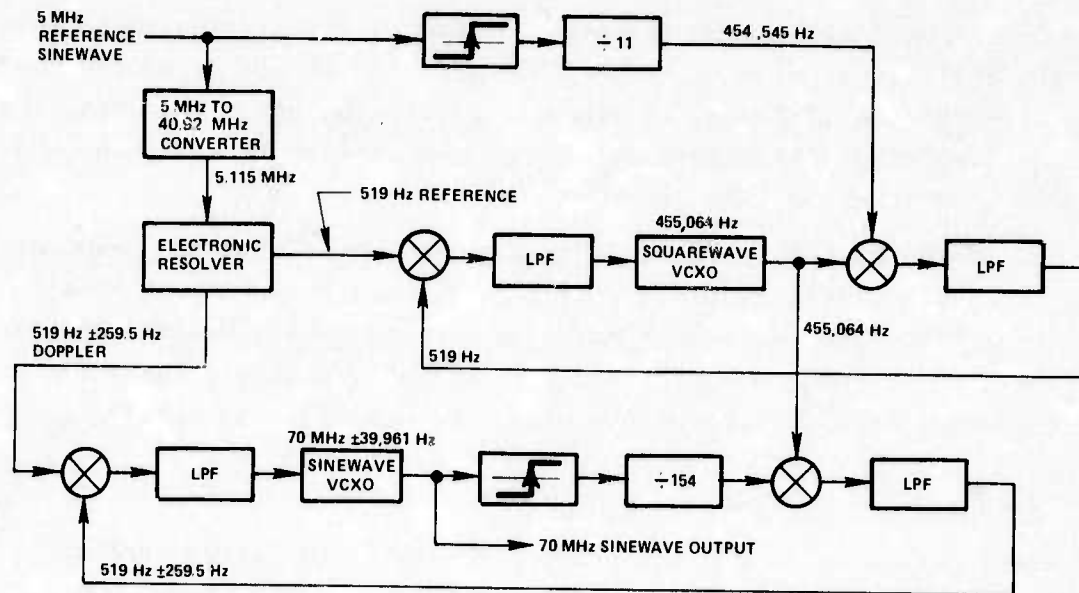 5 MHz
REFERENCE
SINEWAVE
÷11
454,545 Hz
5 MHz TO
40.92 MHz
CONVERTER
5.115 MHz
519 Hz REFERENCE
ELECTRONIC
RESOLVER
LPF
455,064 Hz
SQUAREWAVE
VCXO
LPF
519 Hz ±259.5 Hz
DOPPLER
519 Hz
455,064 Hz
LPF
70 MHz ±39,961 Hz
SINEWAVE
VCXO
÷154
LPF
70 MHz SINEWAVE OUTPUT
519 Hz ±259.5 Hz